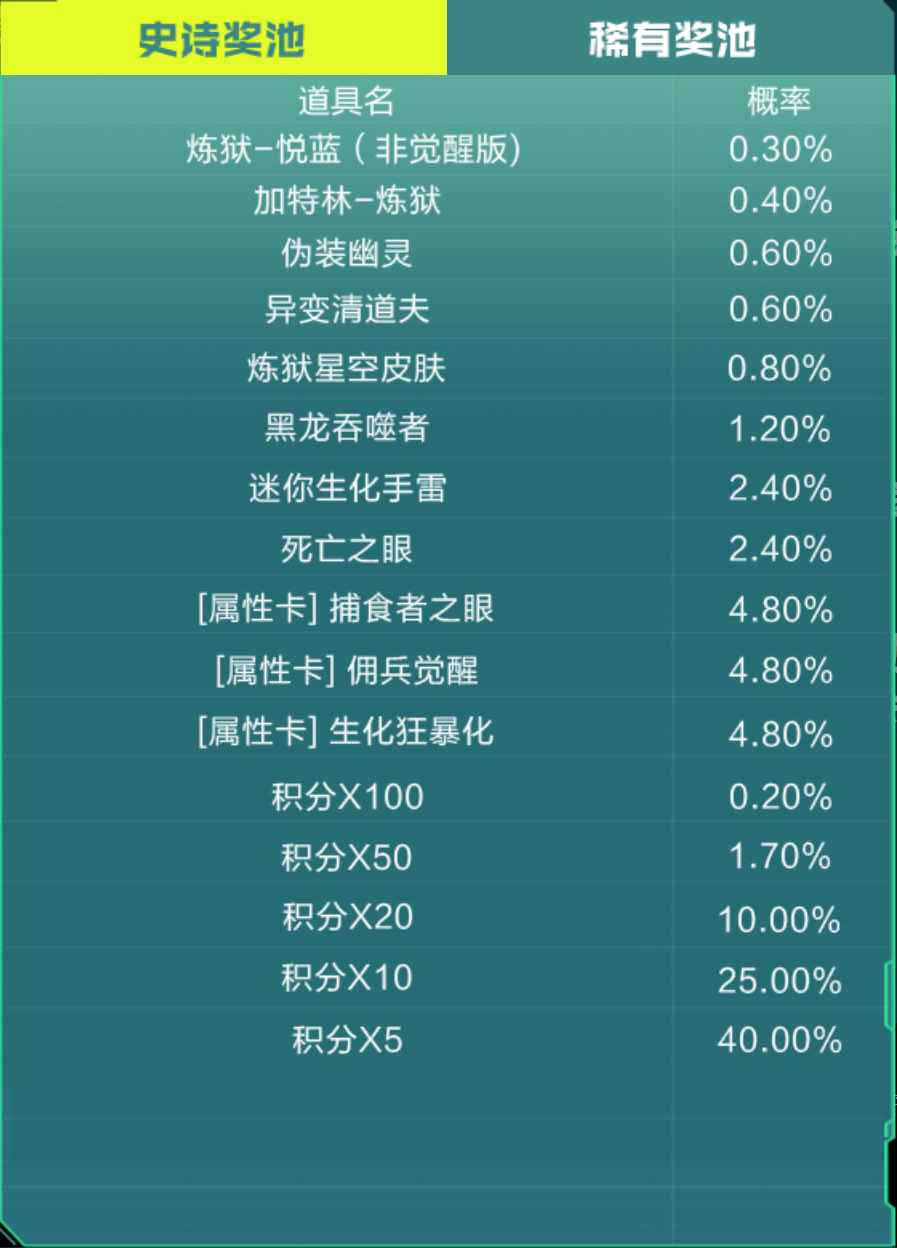 史诗奖池 稀有奖池
道具名 概率
炼狱-悦蓝（非觉醒版) 0.30%
加特林-炼狱 0.40%
伪装幽灵 0.60%
异变清道夫 0.60%
炼狱星空皮肤 0.80%
黑龙吞噬者 1.20%
迷你生化手雷 2.40%
死亡之眼 2.40%
[属性卡] 捕食者之眼 4.80%
[属性卡] 佣兵觉醒 4.80%
[属性卡] 生化狂暴化 4.80%
积分X100 0.20%
积分X50 1.70%
积分X20 10.00%
积分X10 25.00%
积分X5 40.00%